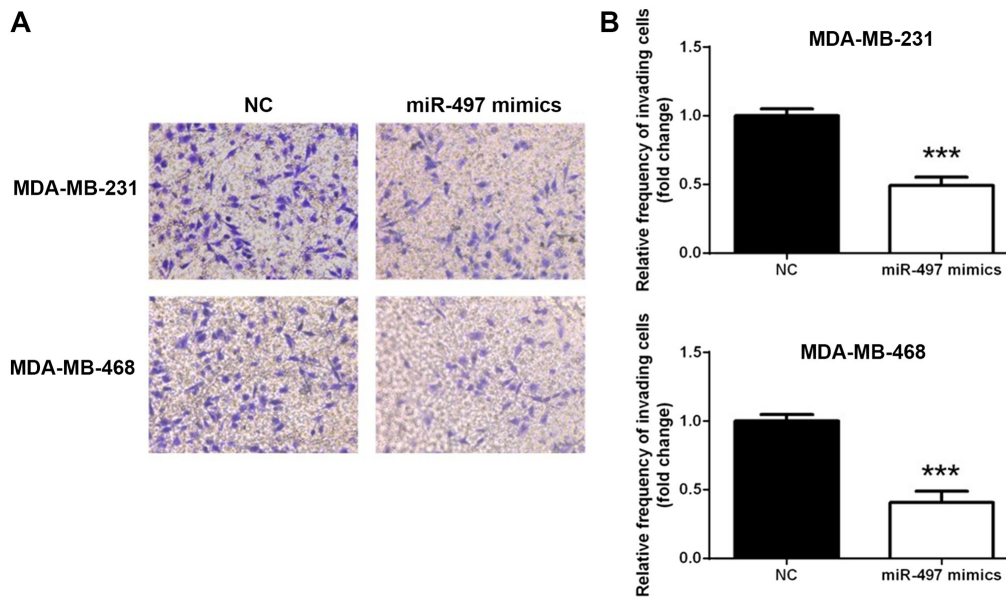 A
NC
miR-497 mimics
MDA-MB-231
MDA-MB-468
B
MDA-MB-231
Relative frequency of invading cells
(fold change)
1.5
1.0
0.5
0.0
***
NC
miR-497 mimics
MDA-MB-468
Relative frequency of invading cells
(fold change)
1.5
1.0
0.5
0.0
***
NC
miR-497 mimics